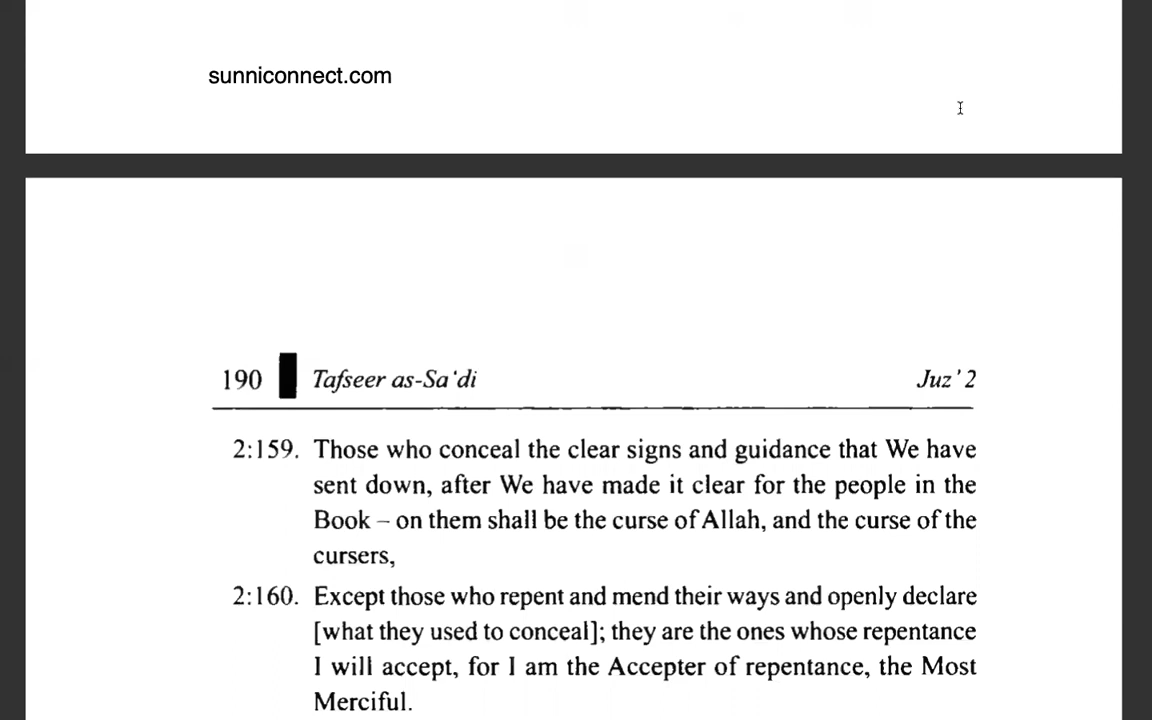 sunniconnect.com
190 Tafseer as-Sa'di Juz' 2
2:159. Those who conceal the clear signs and guidance that We have
sent down, after We have made it clear for the people in the
Book – on them shall be the curse of Allah, and the curse of the
cursers,
2:160. Except those who repent and mend their ways and openly declare
[what they used to conceal]; they are the ones whose repentance
I will accept, for I am the Accepter of repentance, the Most
Merciful.